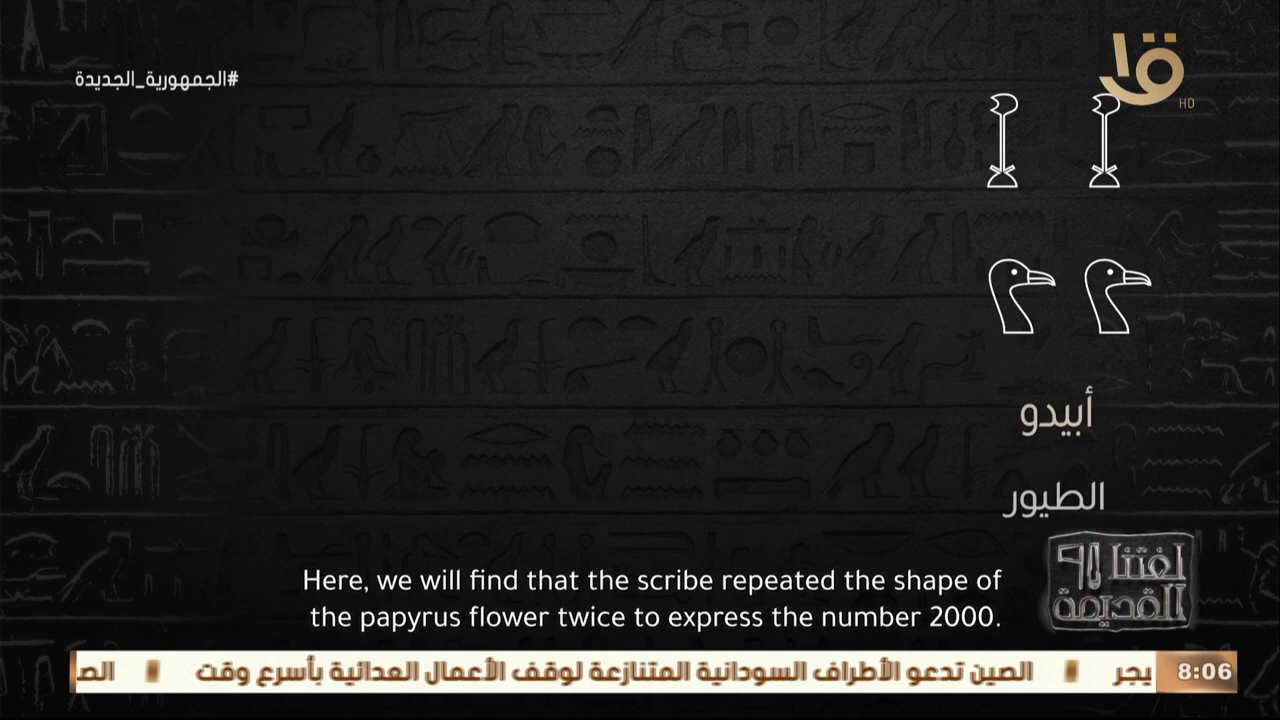 #الجمهورية_الجديدة
HD
أبيدو
الطيور
لغتنا
القديمة
Here, we will find that the scribe repeated the shape of
the papyrus flower twice to express the number 2000.
8:06
يجر ▪ الصين تدعو الأطراف السودانية المتنازعة لوقف الأعمال العدائية بأسرع وقت ▪ الص